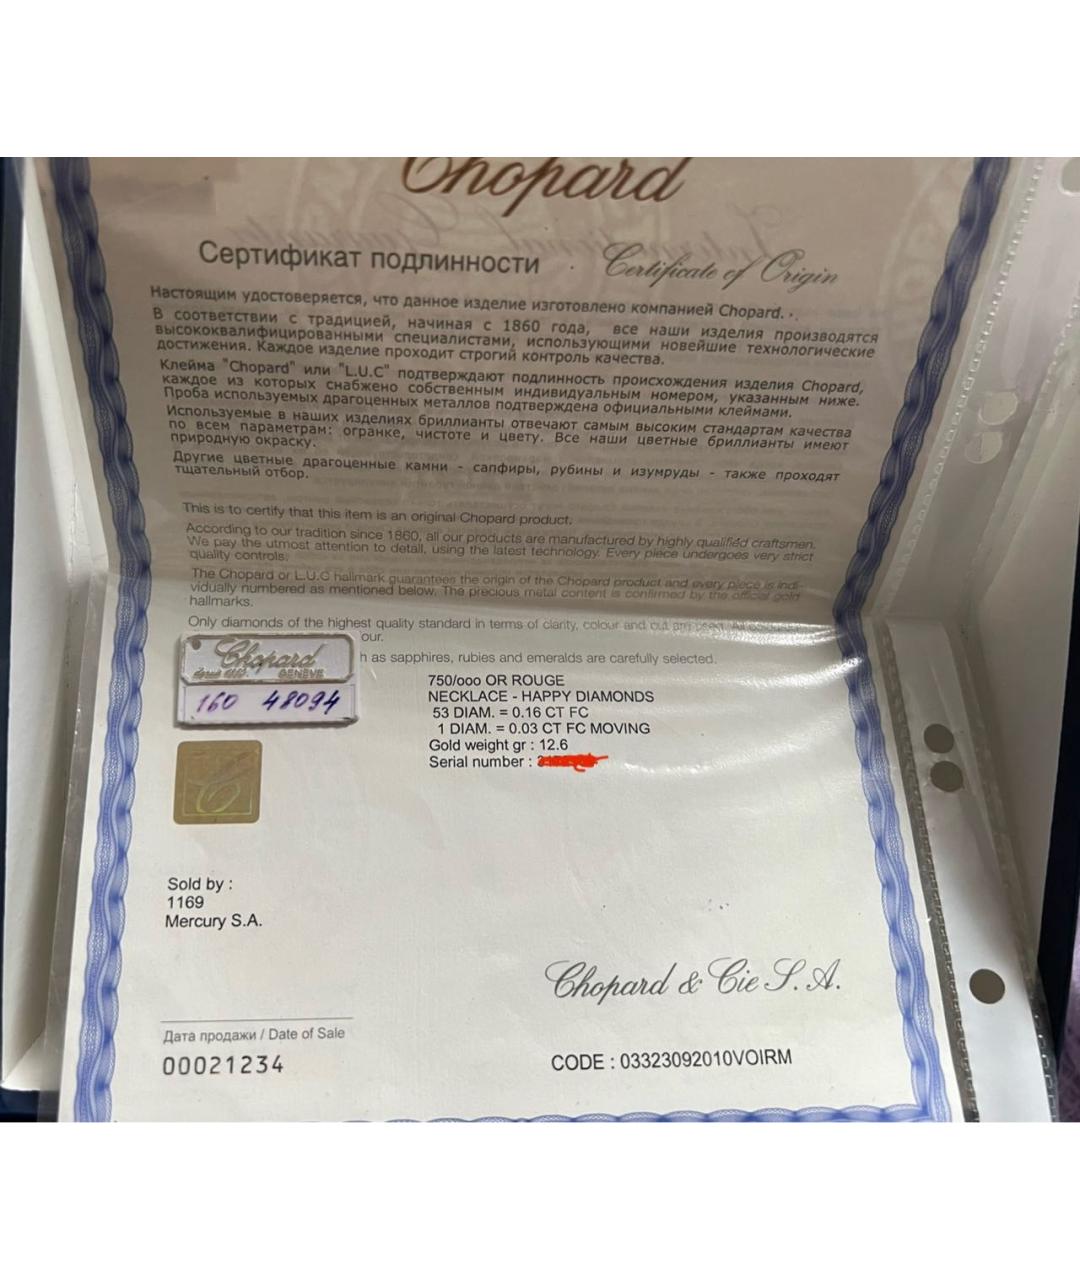 Chopard
Сертификат подлинности
Certificate of Origin
Настоящим удостоверяется, что данное изделие изготовлено компанией Chopard.
В соответствии с традицией, начиная с 1860 года, все наши изделия производятся
высококвалифицированными специалистами, использующими новейшие технологические
достижения. Каждое изделие проходит строгий контроль качества.
Клейма "Chopard" или "L.U.C" подтверждают подлинность происхождения изделия Chopard,
каждое из которых снабжено собственным индивидуальным номером, указанным ниже.
Проба используемых драгоценных металлов подтверждена официальными клеймами.
Используемые в наших изделиях бриллианты отвечают самым высоким стандартам качества
по всем параметрам: огранке, чистоте и цвету. Все наши цветные бриллианты имеют
природную окраску.
Другие цветные драгоценные камни - сапфиры, рубины и изумруды - также проходят
тщательный отбор.
This is to certify that this item is an original Chopard product.
According to our tradition since 1860, all our products are manufactured by highly qualified craftsmen.
We pay the utmost attention to detail, using the latest technology. Every piece undergoes very strict
quality controls.
The Chopard or L.U.C hallmark guarantees the origin of the Chopard product and every piece is indi-
vidually numbered as mentioned below. The precious metal content is confirmed by the official gold
hallmarks.
Only diamonds of the highest quality standard in terms of clarity, colour and cut are used. All
our.
h as sapphires, rubies and emeralds are carefully selected.
Chopard
GENEVE
160 48094
750/ooo OR ROUGE
NECKLACE - HAPPY DIAMONDS
53 DIAM. = 0.16 CT FC
1 DIAM. = 0.03 CT FC MOVING
Gold weight gr : 12.6
Serial number :
Sold by :
1169
Mercury S.A.
Chopard & Cie S.A.
Дата продажи / Date of Sale
00021234
CODE : 03323092010VOIRM